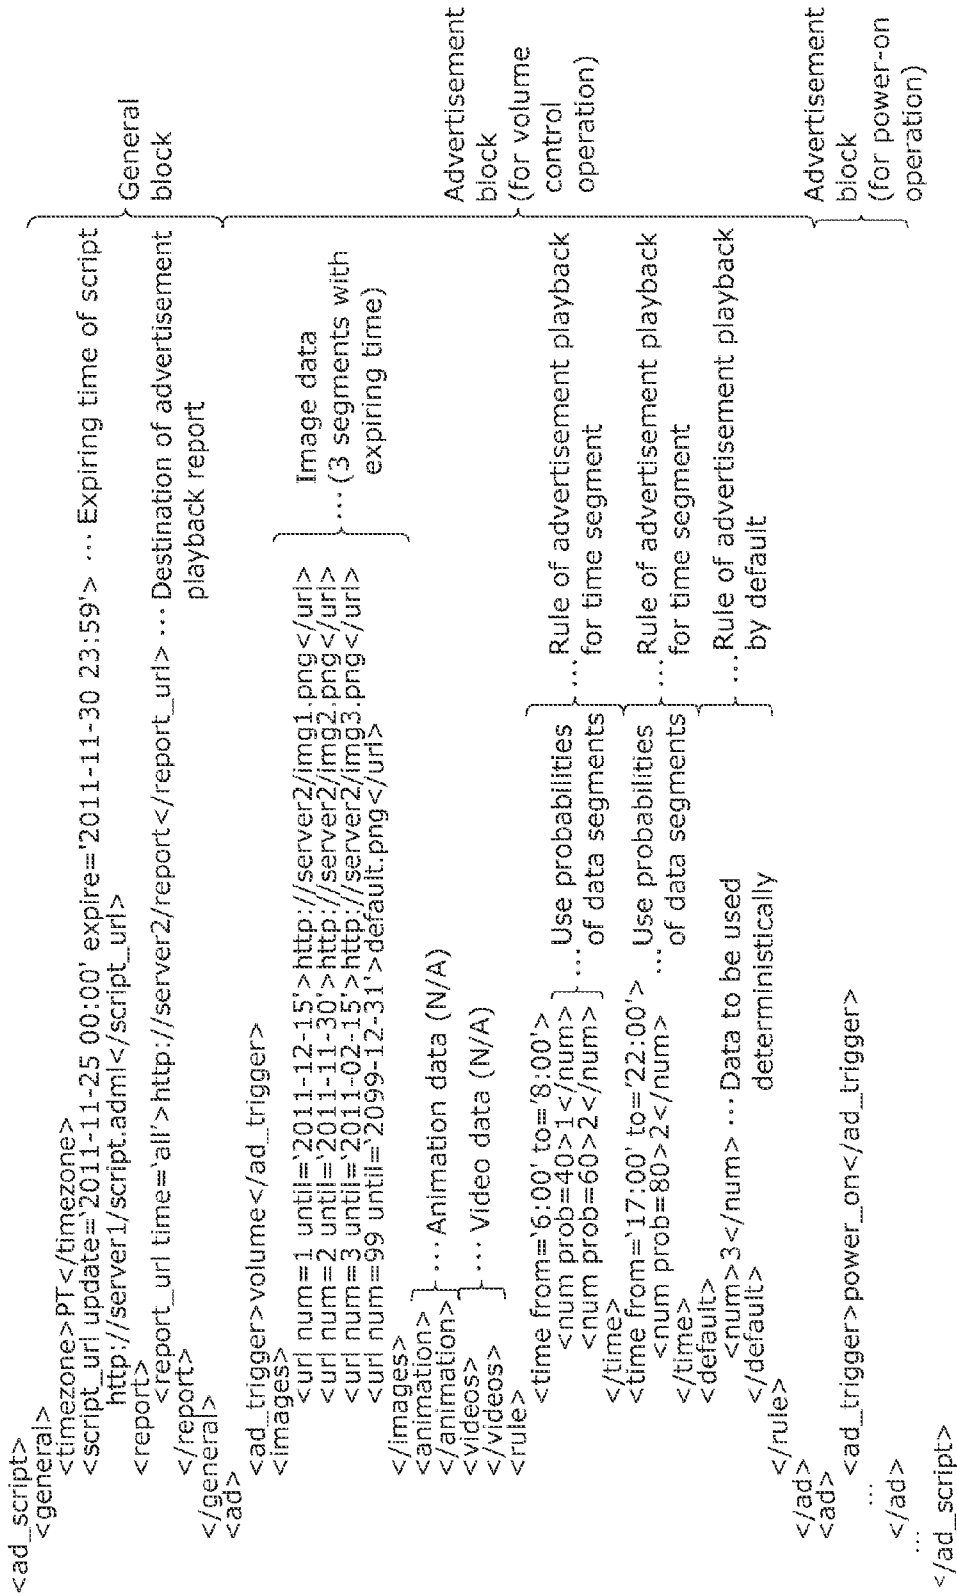 <ad_script>
<general>
<timezone>PT</timezone>
<script_url update=‘2011-11-25 00:00’ expire=‘2011-11-30 23:59’> ··· Expiring time of script
http://server1/script.adml</script_url>
<report>
<report_url time=‘all’>http://server2/report</report_url> ··· Destination of advertisement
playback report
</report>
</general>
General
block
<ad>
<ad_trigger>volume</ad_trigger>
<images>
<url num=1 until=‘2011-12-15’>http://server2/img1.png</url>
<url num=2 until=‘2011-11-30’>http://server2/img2.png</url>
<url num=3 until=‘2011-02-15’>http://server2/img3.png</url>
<url num=99 until=‘2099-12-31’>default.png</url>
Image data
··· (3 segments with
expiring time)
</images>
<animation>
</animation>
··· Animation data (N/A)
<videos>
</videos>
··· Video data (N/A)
<rule>
<time from=‘6:00’ to=‘8:00’>
<num prob=40>1</num>
<num prob=60>2</num>
··· Use probabilities
of data segments
··· Rule of advertisement playback
for time segment
</time>
<time from=‘17:00’ to=‘22:00’>
<num prob=80>2</num>
··· Use probabilities
of data segments
··· Rule of advertisement playback
for time segment
</time>
<default>
<num>3</num> ··· Data to be used
deterministically
··· Rule of advertisement playback
by default
</default>
</rule>
</ad>
Advertisement
block
(for volume
control
operation)
<ad>
<ad_trigger>power_on</ad_trigger>
···
</ad>
Advertisement
block
(for power-on
operation)
···
</ad_script>